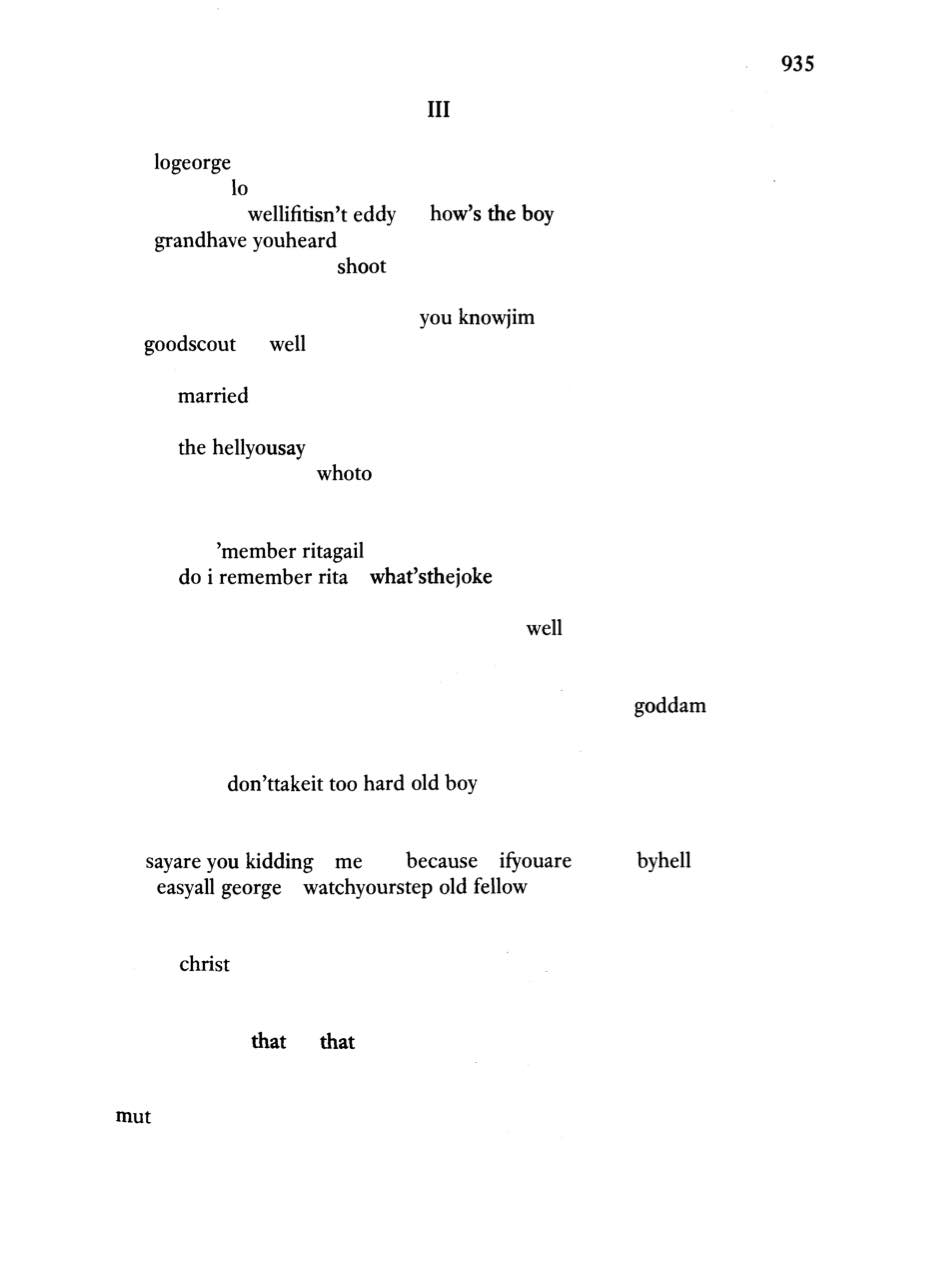 935
III
logeorge
lo
wellifitisn't eddy how's the boy
grandhave youheard
shoot
you knowjim
goodscout well
married
the hellyousay
whoto
'member ritagail
do i remember rita what'sthejoke
well
goddam
don'ttakeit too hard old boy
sayare you kidding me because ifyouare byhell
easyall george watchyourstep old fellow
christ
that that
mut